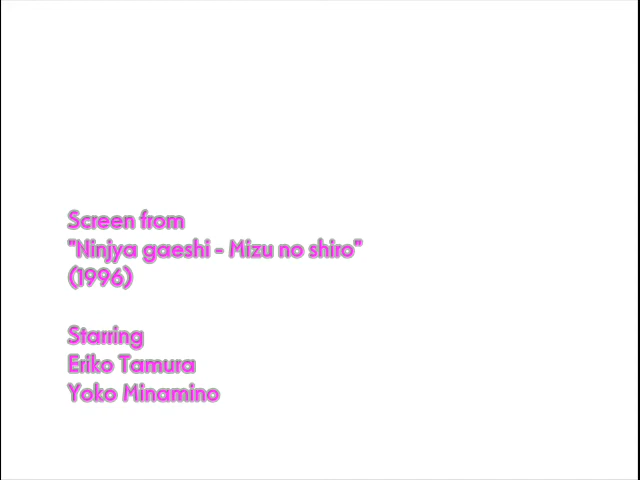 Screen from
"Ninjya gaeshi - Mizu no shiro"
(1996)
Starring
Eriko Tamura
Yoko Minamino